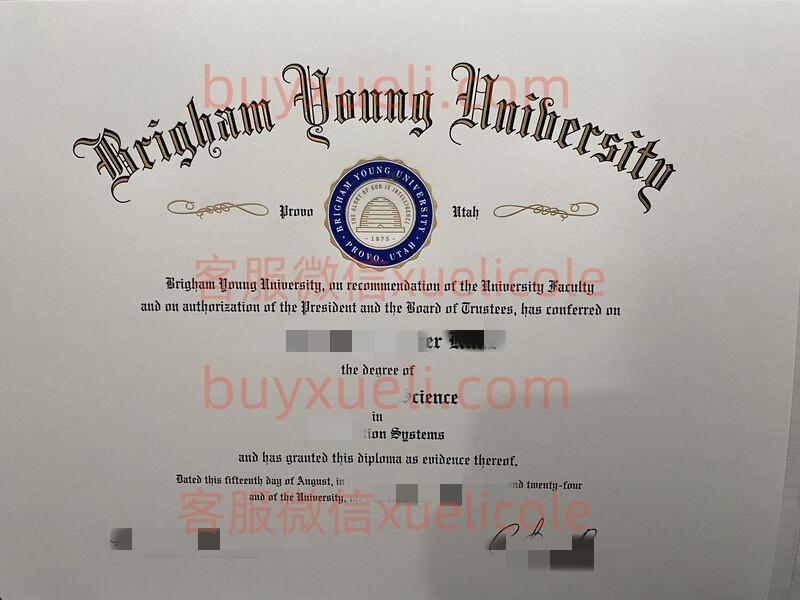 buyxueli.com
Brigham Young University
BRIGHAM YOUNG UNIVERSITY
THE GLORY OF GOD IS INTELLIGENCE
1875
PROVO, UTAH
Provo
Utah
客服微信xuelicole
Brigham Young University, on recommendation of the University Faculty
and on authorization of the President and the Board of Trustees, has conferred on
the degree of
buyxueli.com
Science
in
Systems
and has granted this diploma as evidence thereof.
Dated this fifteenth day of August, in and twenty-four
and of the University,
客服微信xuelicole